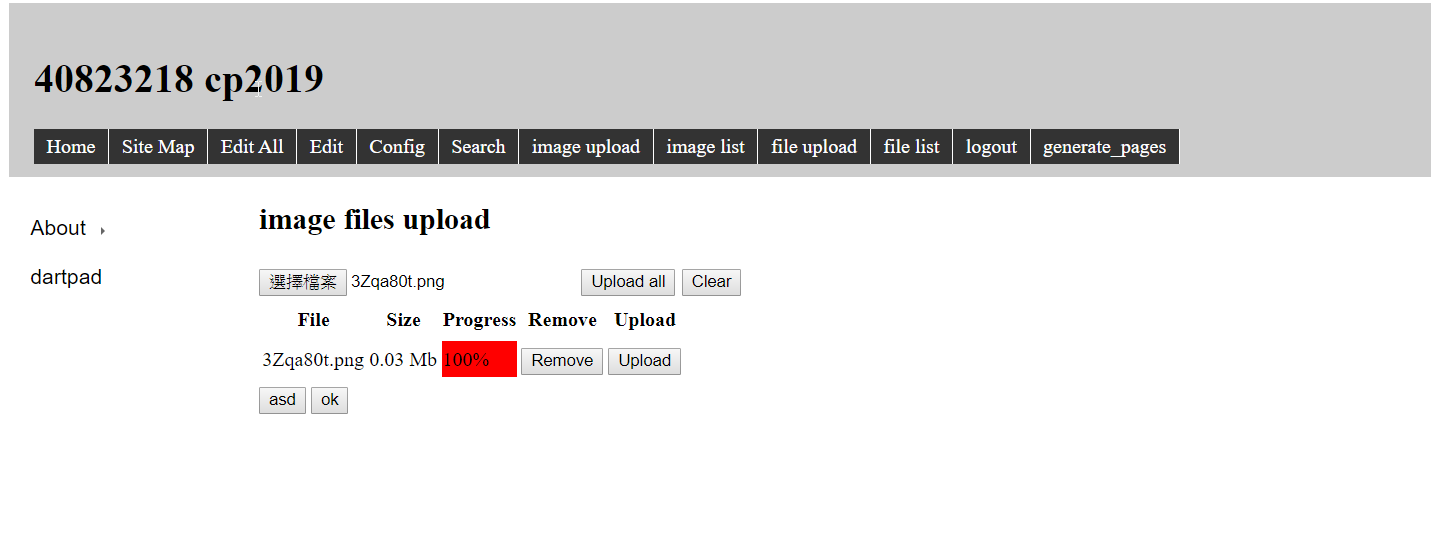 40823218 cp2019
Home Site Map Edit All Edit Config Search image upload image list file upload file list logout generate_pages
About
dartpad
image files upload
選擇檔案 3Zqa80t.png Upload all Clear
File Size Progress Remove Upload
3Zqa80t.png 0.03 Mb 100% Remove Upload
asd ok